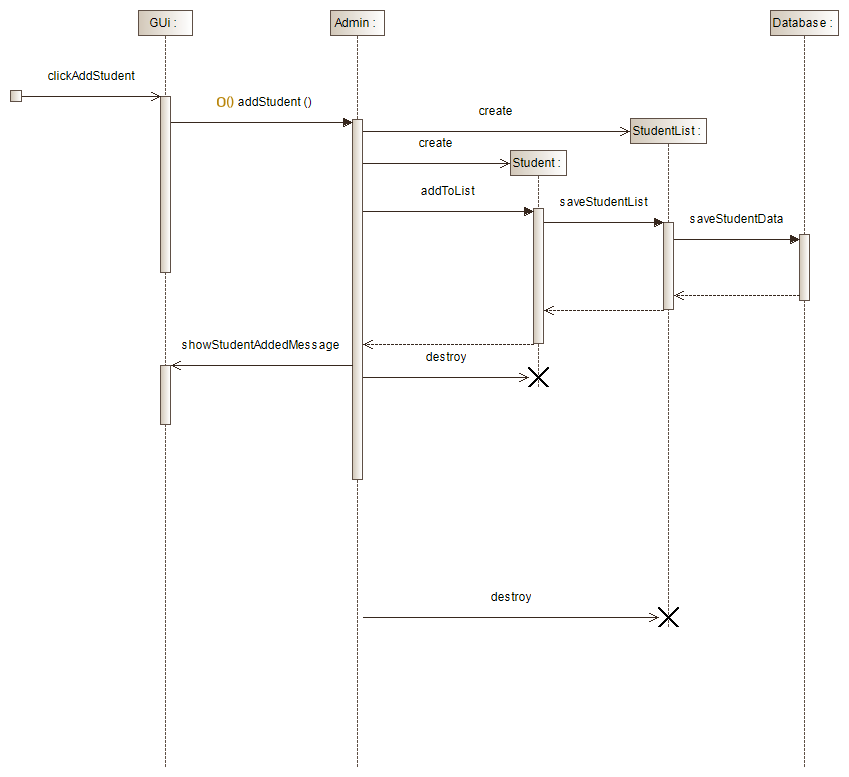 GUi :
Admin :
Database :
clickAddStudent
O() addStudent ()
create
StudentList :
create
Student :
addToList
saveStudentList
saveStudentData
showStudentAddedMessage
destroy
destroy